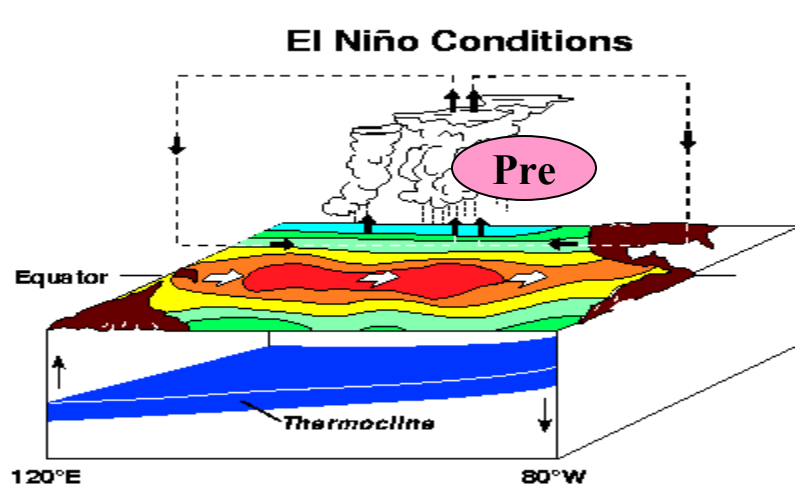 El Niño Conditions
Pre
Equator
Thermocline
120°E
80°W